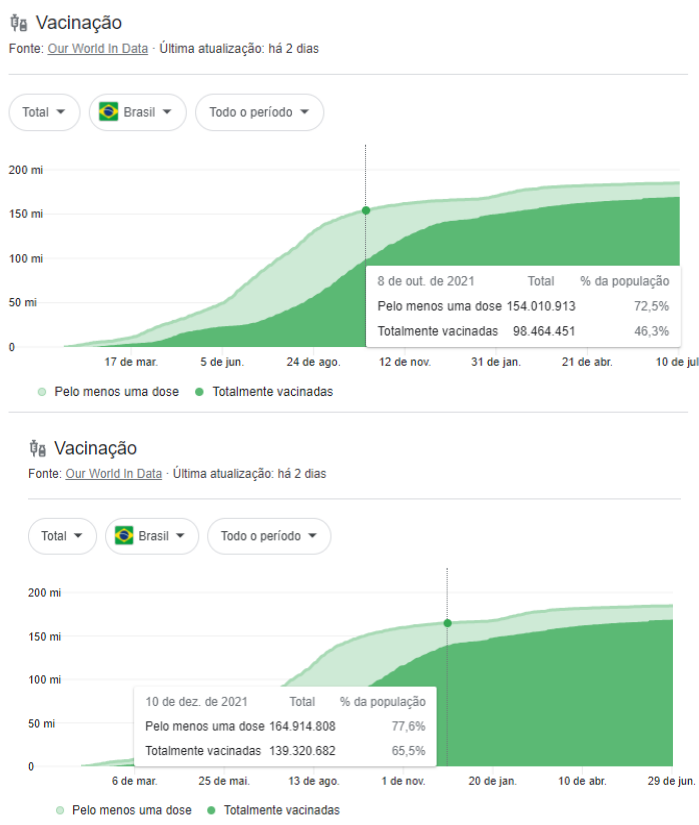 Vacinação
Fonte: Our World In Data · Última atualização: há 2 dias
Total Brasil Todo o período
200 mi
150 mi
100 mi
50 mi
0
8 de out. de 2021 Total % da população
Pelo menos uma dose 154.010.913 72,5%
Totalmente vacinadas 98.464.451 46,3%
17 de mar. 5 de jun. 24 de ago. 12 de nov. 31 de jan. 21 de abr. 10 de jul
Pelo menos uma dose Totalmente vacinadas
Vacinação
Fonte: Our World In Data · Última atualização: há 2 dias
Total Brasil Todo o período
200 mi
150 mi
100 mi
50 mi
0
10 de dez. de 2021 Total % da população
Pelo menos uma dose 164.914.808 77,6%
Totalmente vacinadas 139.320.682 65,5%
6 de mar. 25 de mai. 13 de ago. 1 de nov. 20 de jan. 10 de abr. 29 de jun.
Pelo menos uma dose Totalmente vacinadas